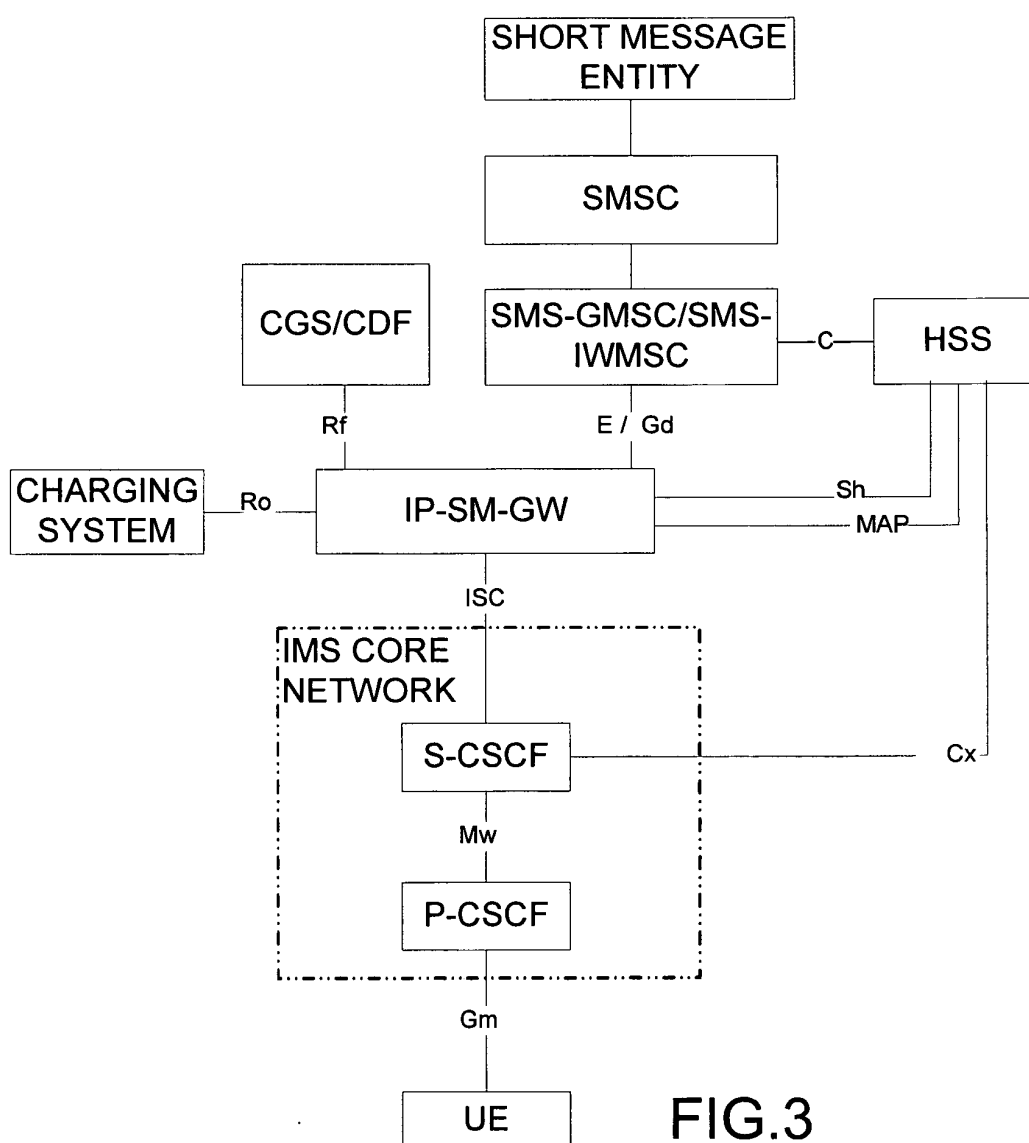 SHORT MESSAGE
ENTITY
SMSC
CGS/CDF
SMS-GMSC/SMS-
IWMSC
C
HSS
Rf
E / Gd
CHARGING
SYSTEM
Ro
IP-SM-GW
Sh
MAP
ISC
IMS CORE
NETWORK
S-CSCF
Cx
Mw
P-CSCF
Gm
UE
FIG.3